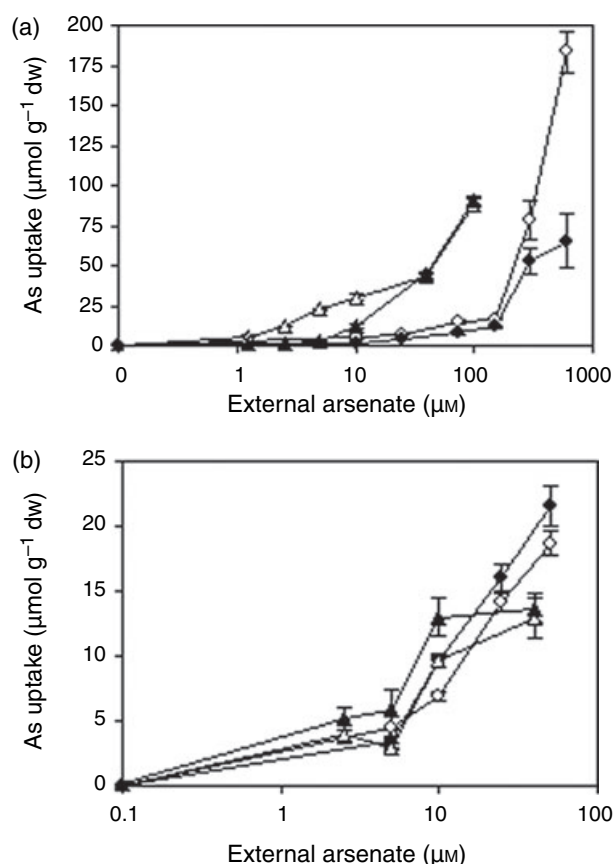 (a)
200
175
150
125
100
75
50
25
0
As uptake (μmol g⁻¹ dw)
0 1 10 100 1000
External arsenate (μM)
(b)
25
20
15
10
5
0
As uptake (μmol g⁻¹ dw)
0.1 1 10 100
External arsenate (μM)